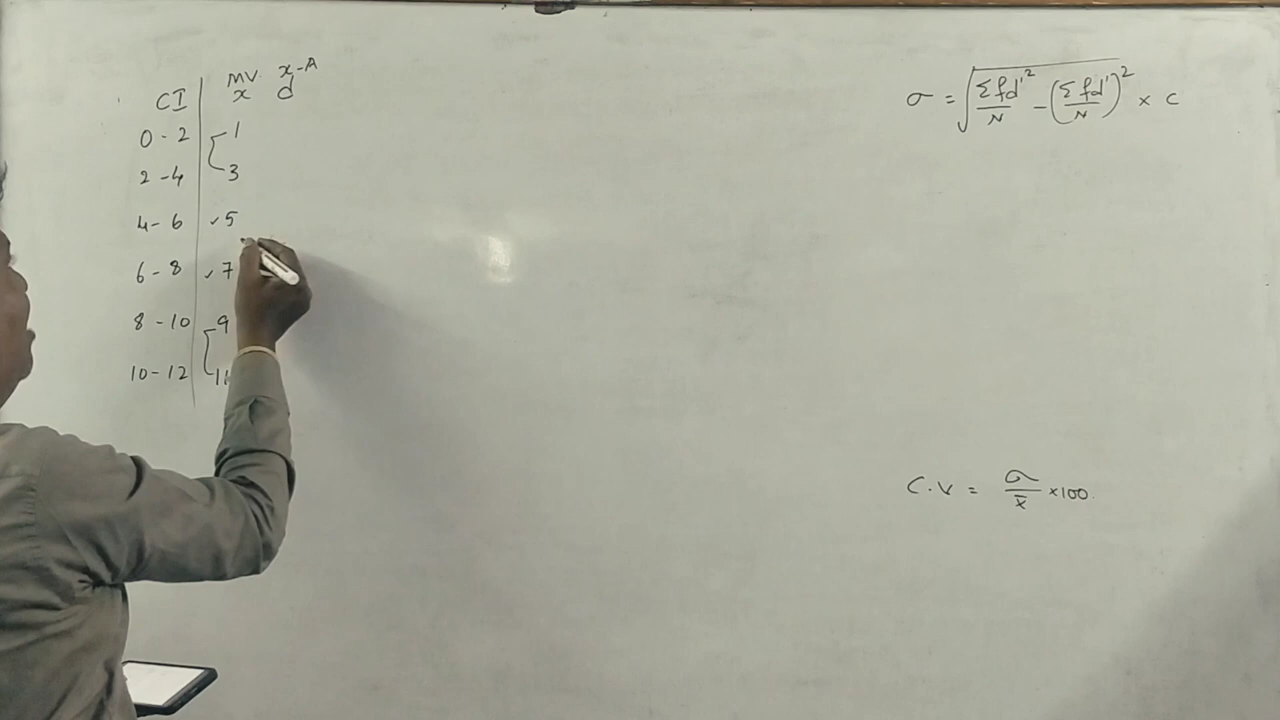 MV x-A
CI x d
0-2 1
2-4 3
4-6 ✓5
6-8 ✓7
8-10 9
10-12 11
σ = √(Σfd'²/N - (Σfd'/N)²) × C
C.V = σ/x̄ ×100.